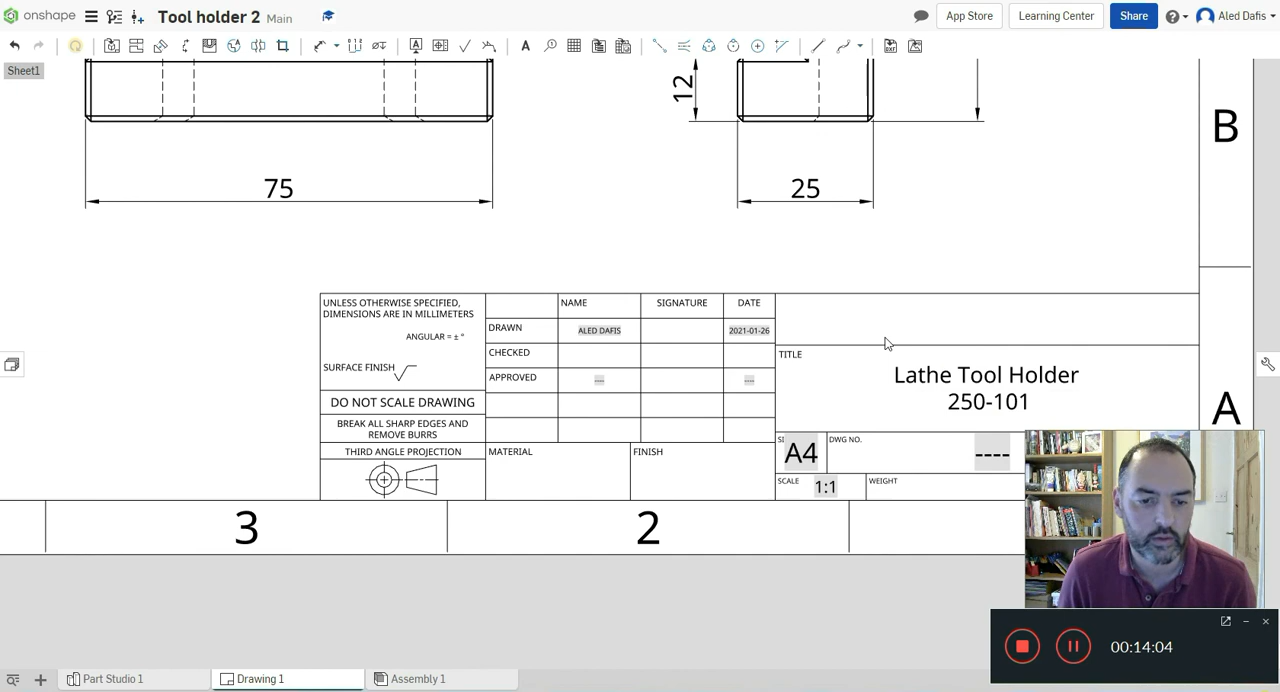 onshape
Tool holder 2 Main
App Store
Learning Center
Share
Aled Dafis
Sheet1
12
75
25
B
UNLESS OTHERWISE SPECIFIED,
DIMENSIONS ARE IN MILLIMETERS
ANGULAR = ± °
SURFACE FINISH
DO NOT SCALE DRAWING
BREAK ALL SHARP EDGES AND
REMOVE BURRS
THIRD ANGLE PROJECTION
NAME
SIGNATURE
DATE
DRAWN
ALED DAFIS
2021-01-26
CHECKED
APPROVED
----
----
MATERIAL
FINISH
TITLE
Lathe Tool Holder
250-101
A
SI
A4
DWG NO.
----
SCALE
1:1
WEIGHT
3
2
00:14:04
Part Studio 1
Drawing 1
Assembly 1